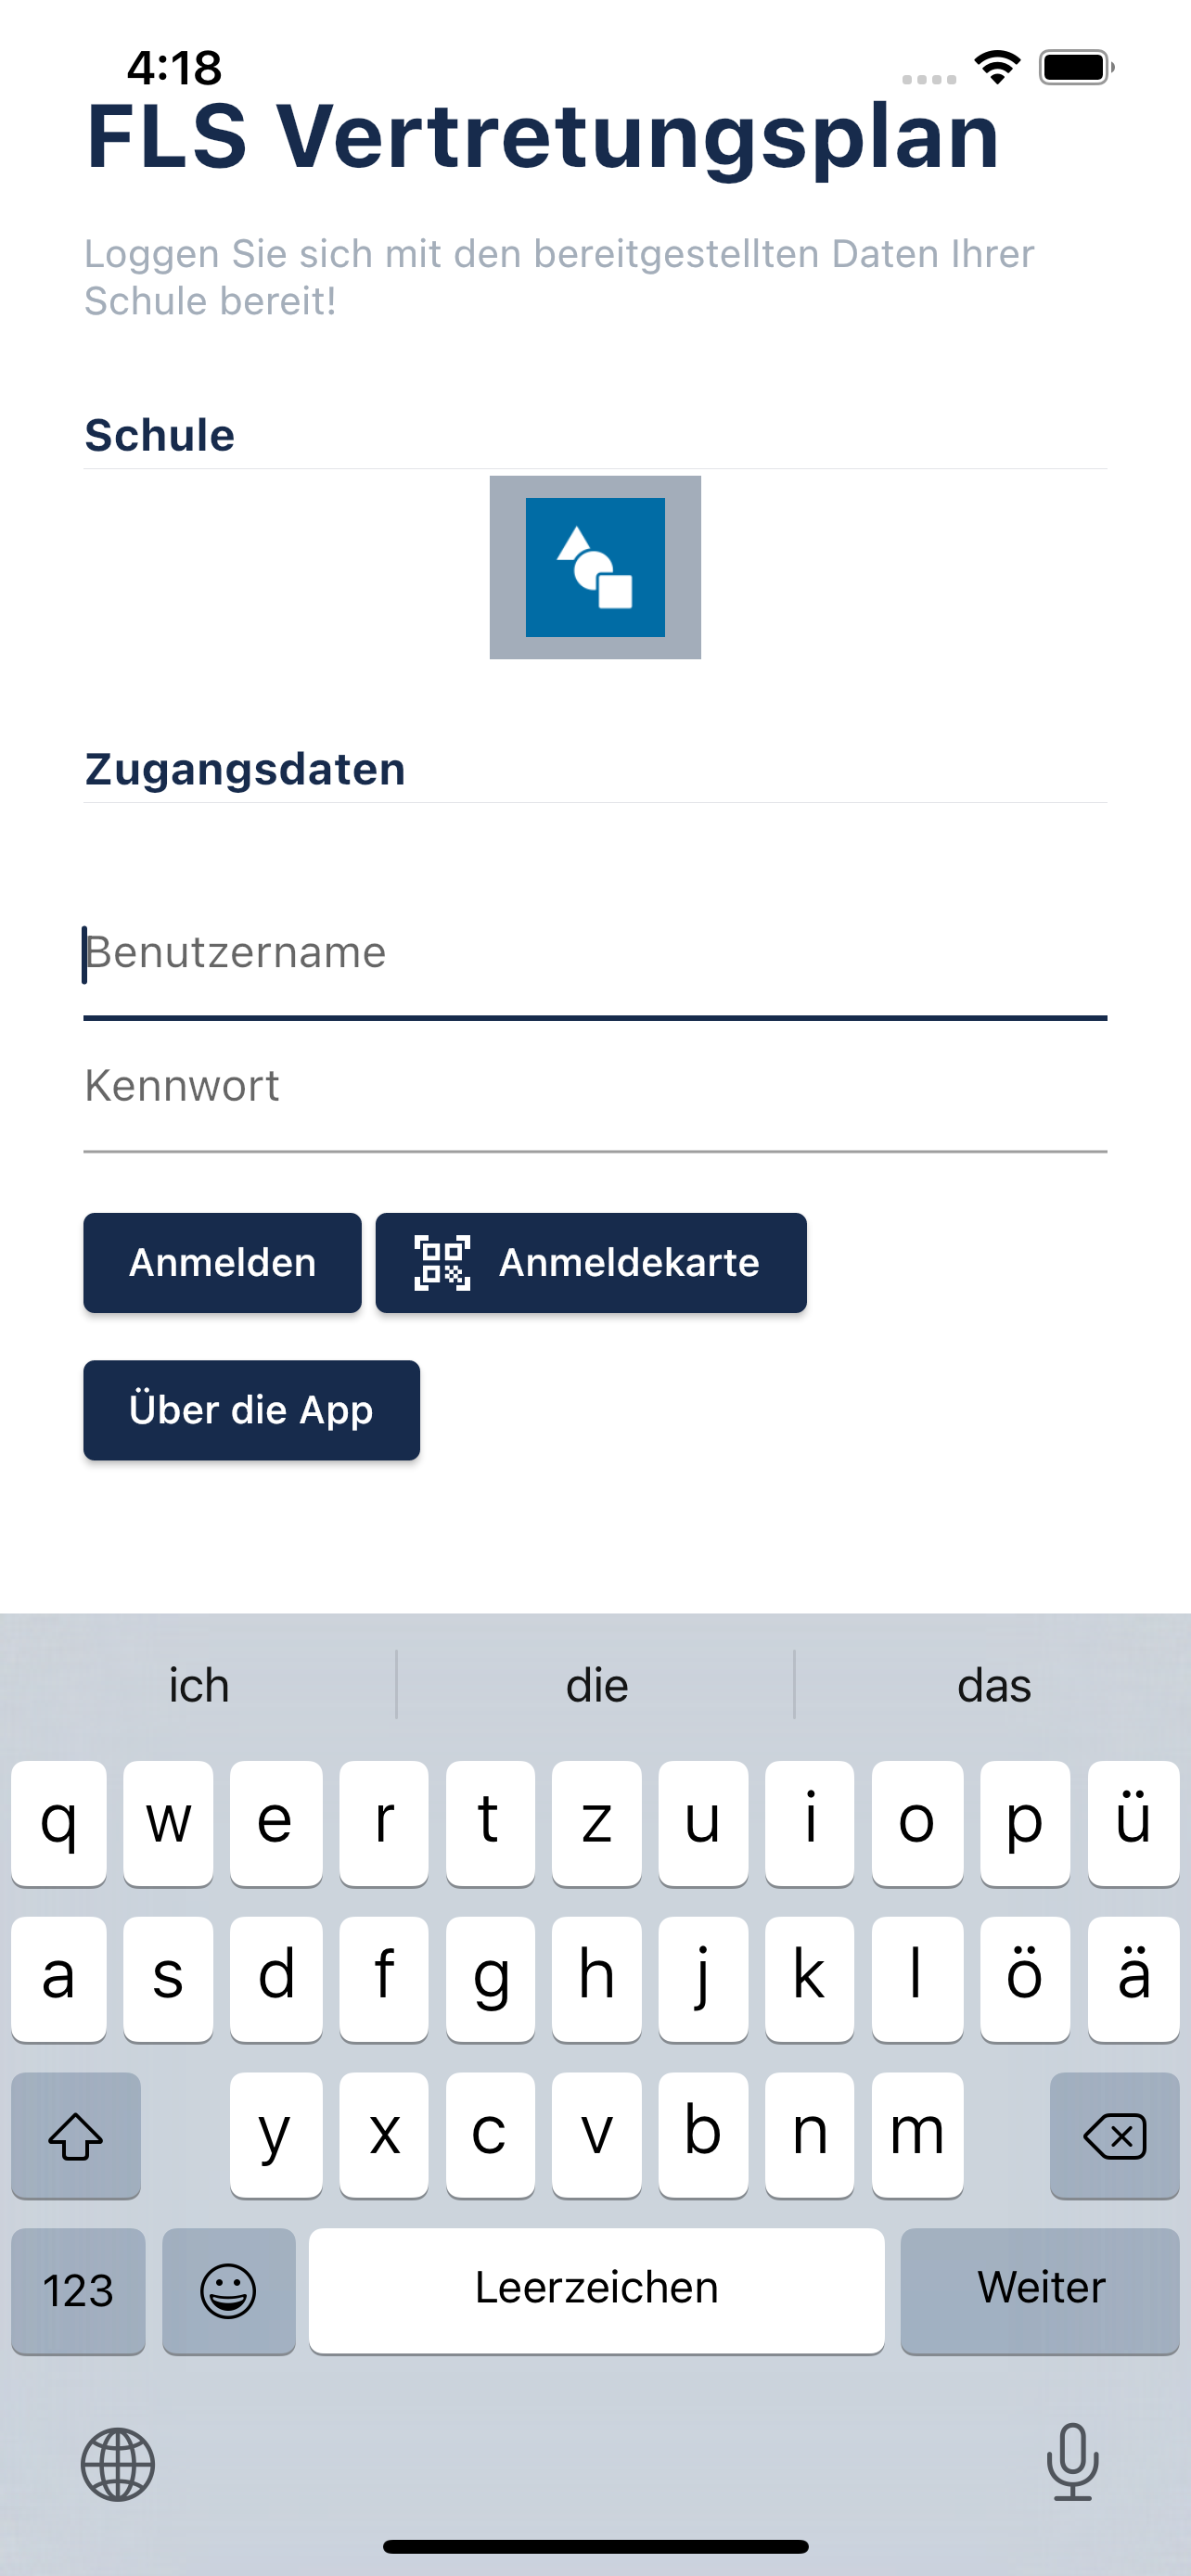 4:18
FLS Vertretungsplan
Loggen Sie sich mit den bereitgestellten Daten Ihrer
Schule bereit!
Schule
Zugangsdaten
Benutzername
Kennwort
Anmelden Anmeldekarte
Über die App
ich die das
q w e r t z u i o p ü
a s d f g h j k l ö ä
y x c v b n m
123 Leerzeichen Weiter